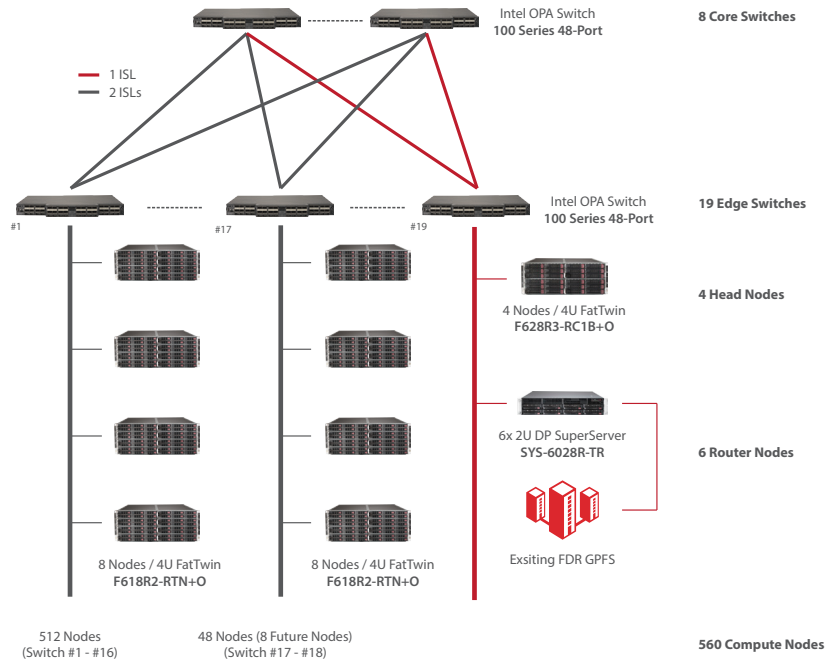 Intel OPA Switch
100 Series 48-Port
8 Core Switches
1 ISL
2 ISLs
#1
#17
#19
Intel OPA Switch
100 Series 48-Port
19 Edge Switches
4 Nodes / 4U FatTwin
F628R3-RC1B+O
4 Head Nodes
6x 2U DP SuperServer
SYS-6028R-TR
6 Router Nodes
Exsiting FDR GPFS
8 Nodes / 4U FatTwin
F618R2-RTN+O
8 Nodes / 4U FatTwin
F618R2-RTN+O
512 Nodes
(Switch #1 - #16)
48 Nodes (8 Future Nodes)
(Switch #17 - #18)
560 Compute Nodes